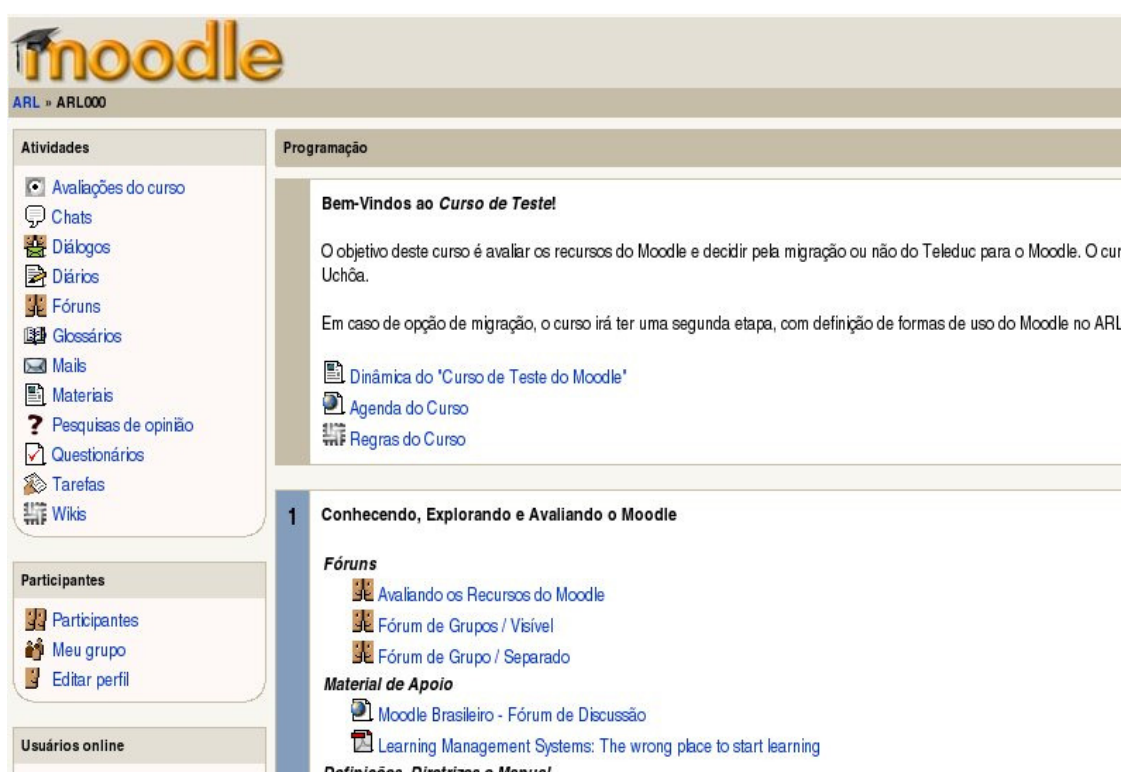 moodle
ARL » ARL000
Atividades
Avaliações do curso
Chats
Diálogos
Diários
Fóruns
Glossários
Mails
Materiais
Pesquisas de opinião
Questionários
Tarefas
Wikis
Participantes
Participantes
Meu grupo
Editar perfil
Usuários online
Programação
Bem-Vindos ao Curso de Teste!
O objetivo deste curso é avaliar os recursos do Moodle e decidir pela migração ou não do Teleduc para o Moodle. O cur
Uchôa.
Em caso de opção de migração, o curso irá ter uma segunda etapa, com definição de formas de uso do Moodle no ARL
Dinâmica do "Curso de Teste do Moodle"
Agenda do Curso
Regras do Curso
1 Conhecendo, Explorando e Avaliando o Moodle
Fóruns
Avaliando os Recursos do Moodle
Fórum de Grupos / Visível
Fórum de Grupo / Separado
Material de Apoio
Moodle Brasileiro - Fórum de Discussão
Learning Management Systems: The wrong place to start learning
Definições, Diretrizes e Manual